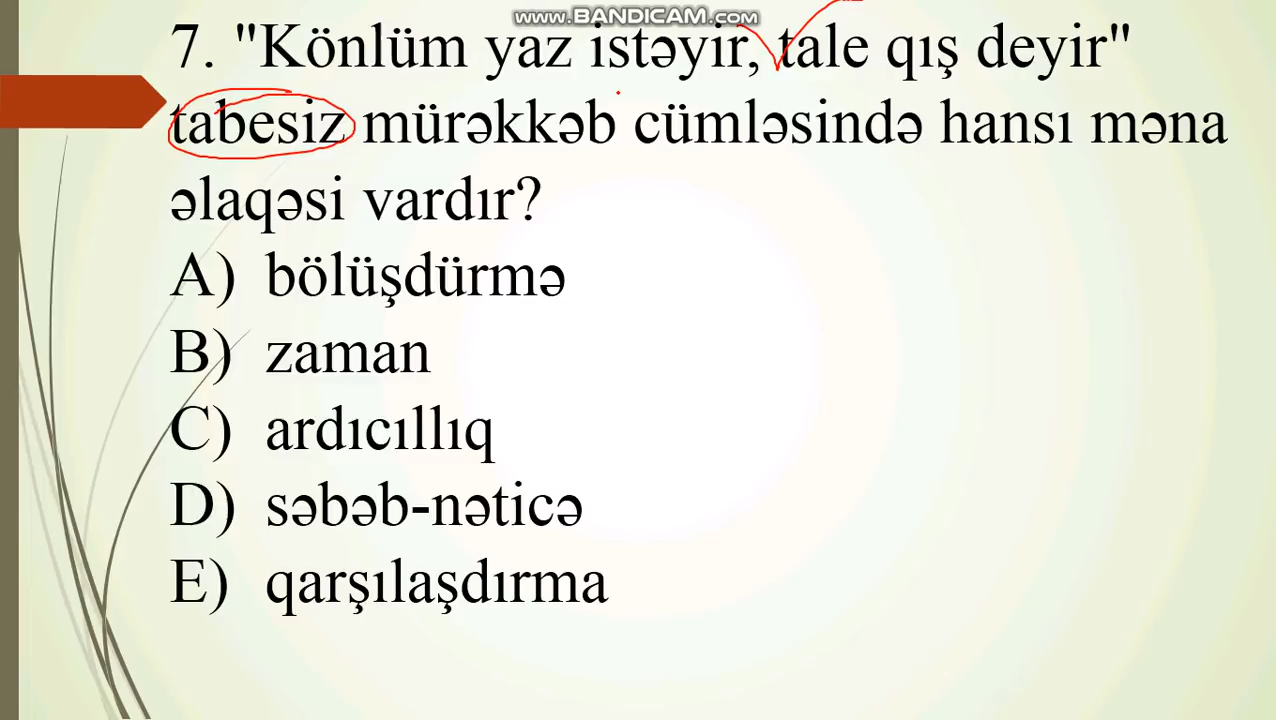 www.BANDICAM.com
7. "Könlüm yaz istəyir, tale qış deyir"
tabesiz mürəkkəb cümləsində hansı məna
əlaqəsi vardır?
A) bölüşdürmə
B) zaman
C) ardıcıllıq
D) səbəb-nəticə
E) qarşılaşdırma